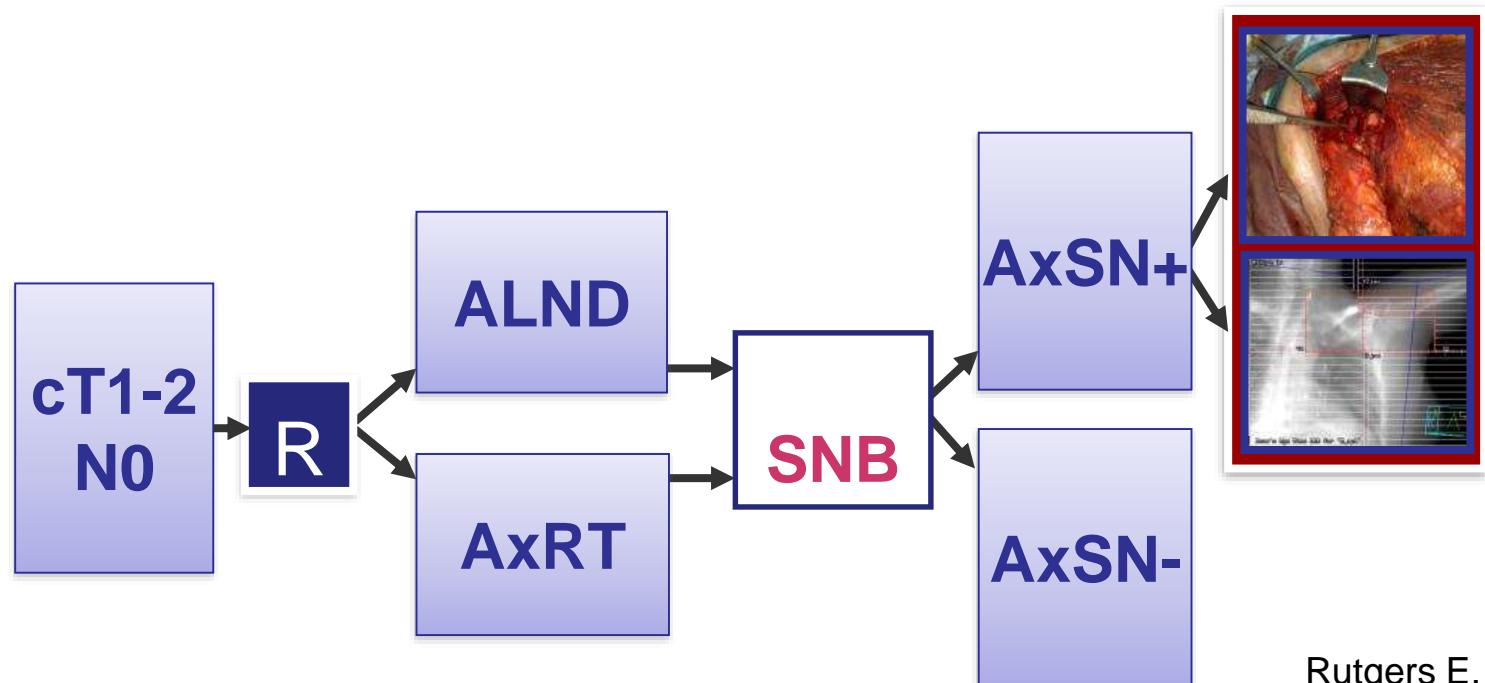 cT1-2
N0
R
ALND
AxRT
SNB
AxSN+
AxSN-
Rutgers E.